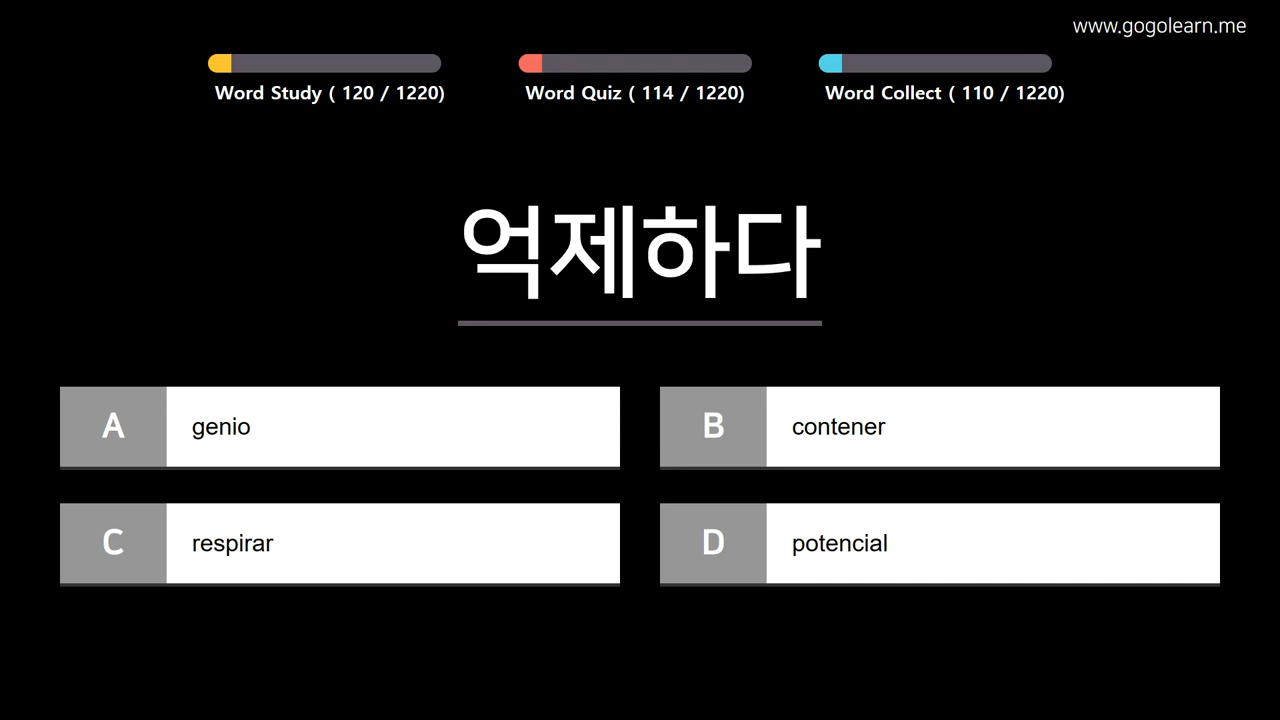 www.gogolearn.me
Word Study ( 120 / 1220)
Word Quiz ( 114 / 1220)
Word Collect ( 110 / 1220)
억제하다
A genio
B contener
C respirar
D potencial